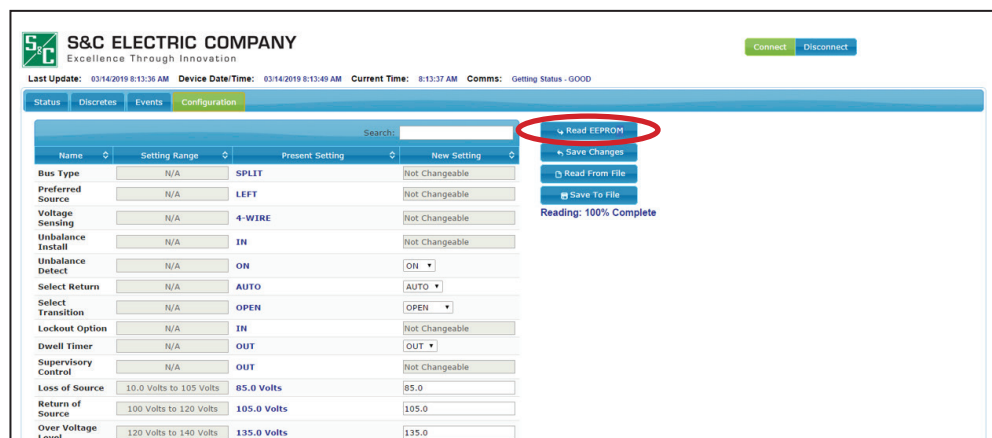 S&C ELECTRIC COMPANY
Excellence Through Innovation
Connect Disconnect
Last Update: 03/14/2019 8:13:36 AM Device Date/Time: 03/14/2019 8:13:49 AM Current Time: 8:13:37 AM Comms: Getting Status - GOOD
Status Discretes Events Configuration
Search:
Read EEPROM
Save Changes
Read From File
Save To File
Reading: 100% Complete
Name Setting Range Present Setting New Setting
Bus Type N/A SPLIT Not Changeable
Preferred
Source N/A LEFT Not Changeable
Voltage
Sensing N/A 4-WIRE Not Changeable
Unbalance
Install N/A IN Not Changeable
Unbalance
Detect N/A ON ON
Select Return N/A AUTO AUTO
Select
Transition N/A OPEN OPEN
Lockout Option N/A IN Not Changeable
Dwell Timer N/A OUT OUT
Supervisory
Control N/A OUT Not Changeable
Loss of Source 10.0 Volts to 105 Volts 85.0 Volts 85.0
Return of
Source 100 Volts to 120 Volts 105.0 Volts 105.0
Over Voltage
Level 120 Volts to 140 Volts 135.0 Volts 135.0